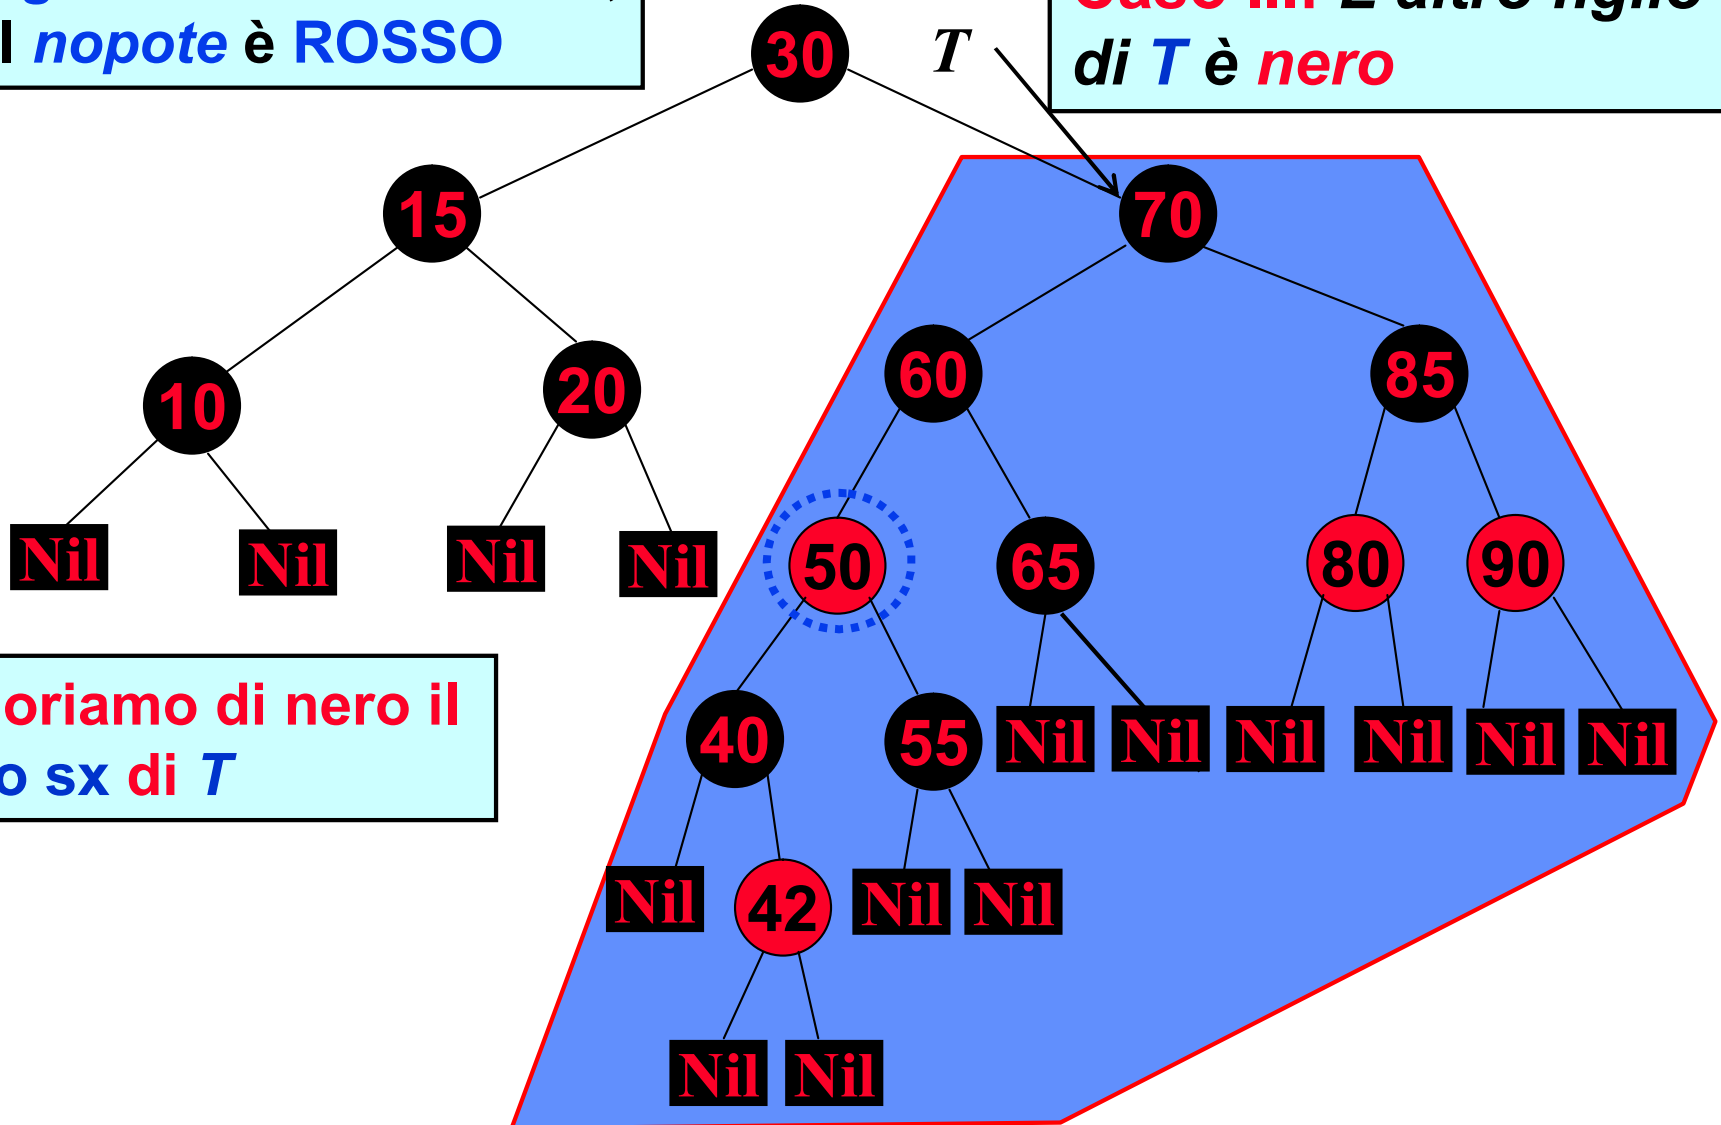 l nopote è ROSSO
di T è nero
T
30
15
70
10
20
60
85
Nil
Nil
Nil
Nil
50
65
80
90
oriamo di nero il
o sx di T
40
55
Nil
Nil
Nil
Nil
Nil
Nil
Nil
42
Nil
Nil
Nil
Nil